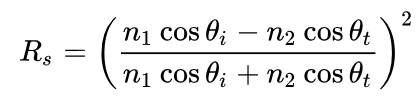 $$R_s = \left( \frac{n_1 \cos \theta_i - n_2 \cos \theta_t}{n_1 \cos \theta_i + n_2 \cos \theta_t} \right)^2$$